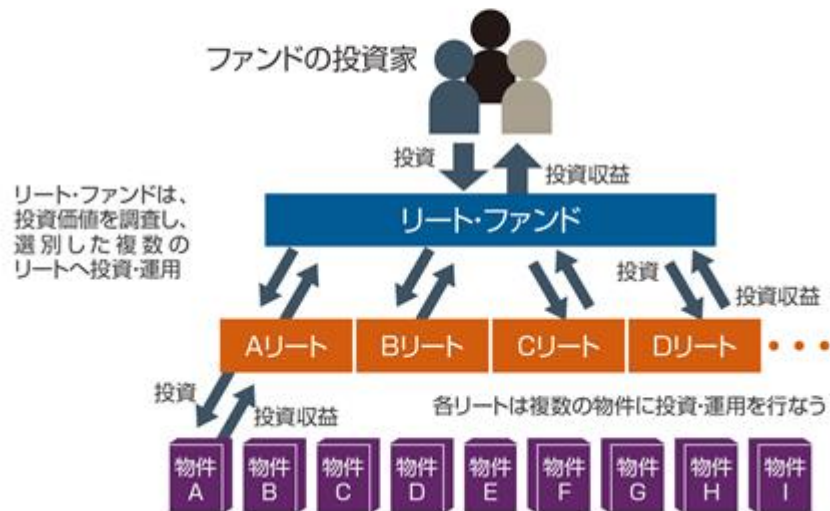 ファンドの投資家
投資
投資収益
リート・ファンドは、
投資価値を調査し、
選別した複数の
リートへ投資・運用
リート・ファンド
投資
投資収益
Aリート
Bリート
Cリート
Dリート
・・・
投資
投資収益
各リートは複数の物件に投資・運用を行なう
物件
A
物件
B
物件
C
物件
D
物件
E
物件
F
物件
G
物件
H
物件
I